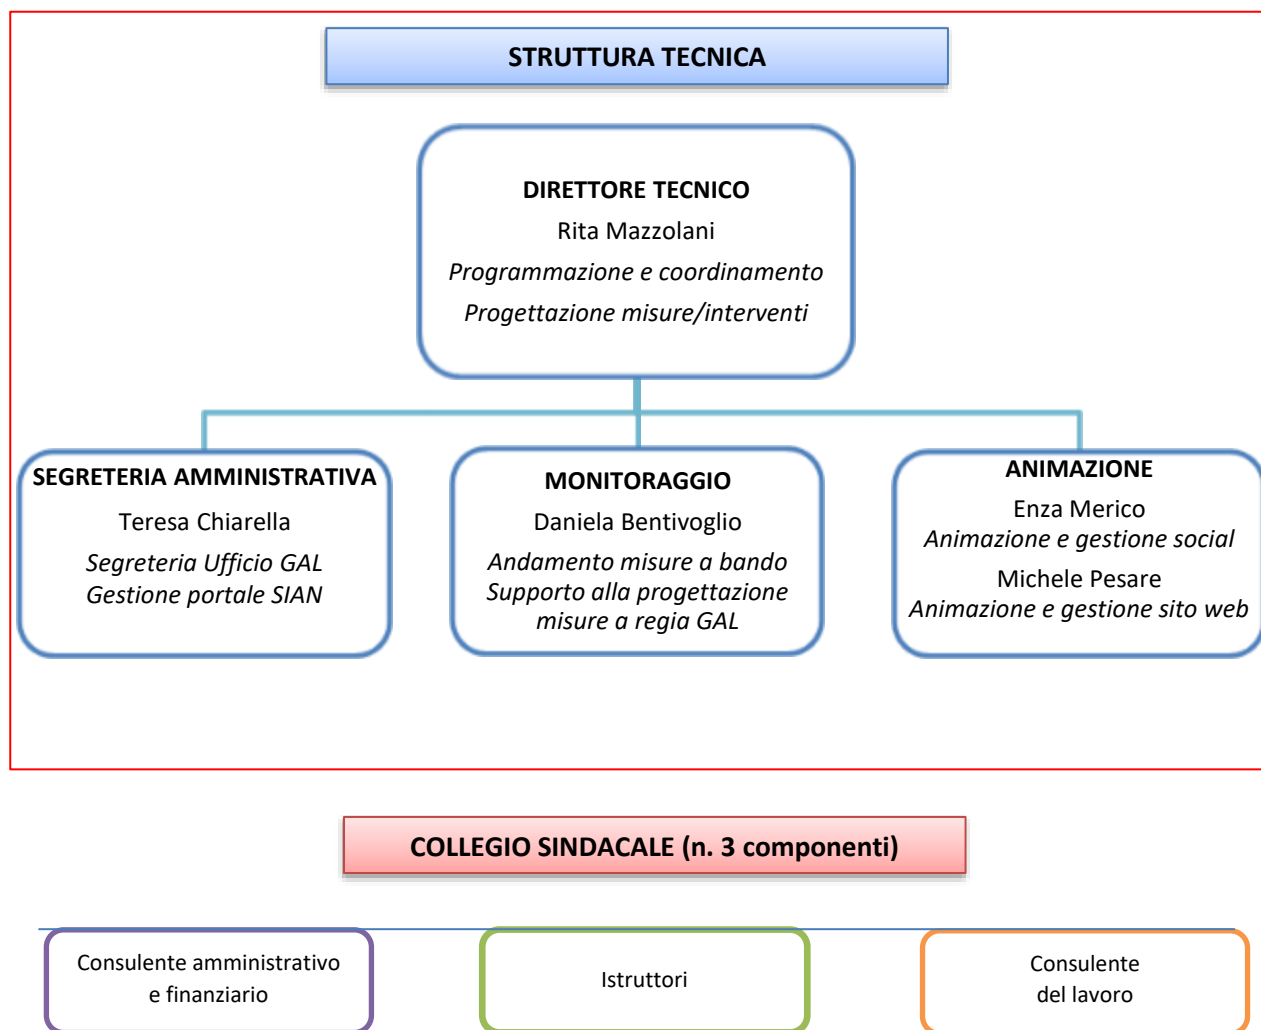 STRUTTURA TECNICA
DIRETTORE TECNICO
Rita Mazzolani
Programmazione e coordinamento
Progettazione misure/interventi
SEGRETERIA AMMINISTRATIVA
Teresa Chiarella
Segreteria Ufficio GAL
Gestione portale SIAN
MONITORAGGIO
Daniela Bentivoglio
Andamento misure a bando
Supporto alla progettazione
misure a regia GAL
ANIMAZIONE
Enza Merico
Animazione e gestione social
Michele Pesare
Animazione e gestione sito web
COLLEGIO SINDACALE (n. 3 componenti)
Consulente amministrativo
e finanziario
Istruttori
Consulente
del lavoro